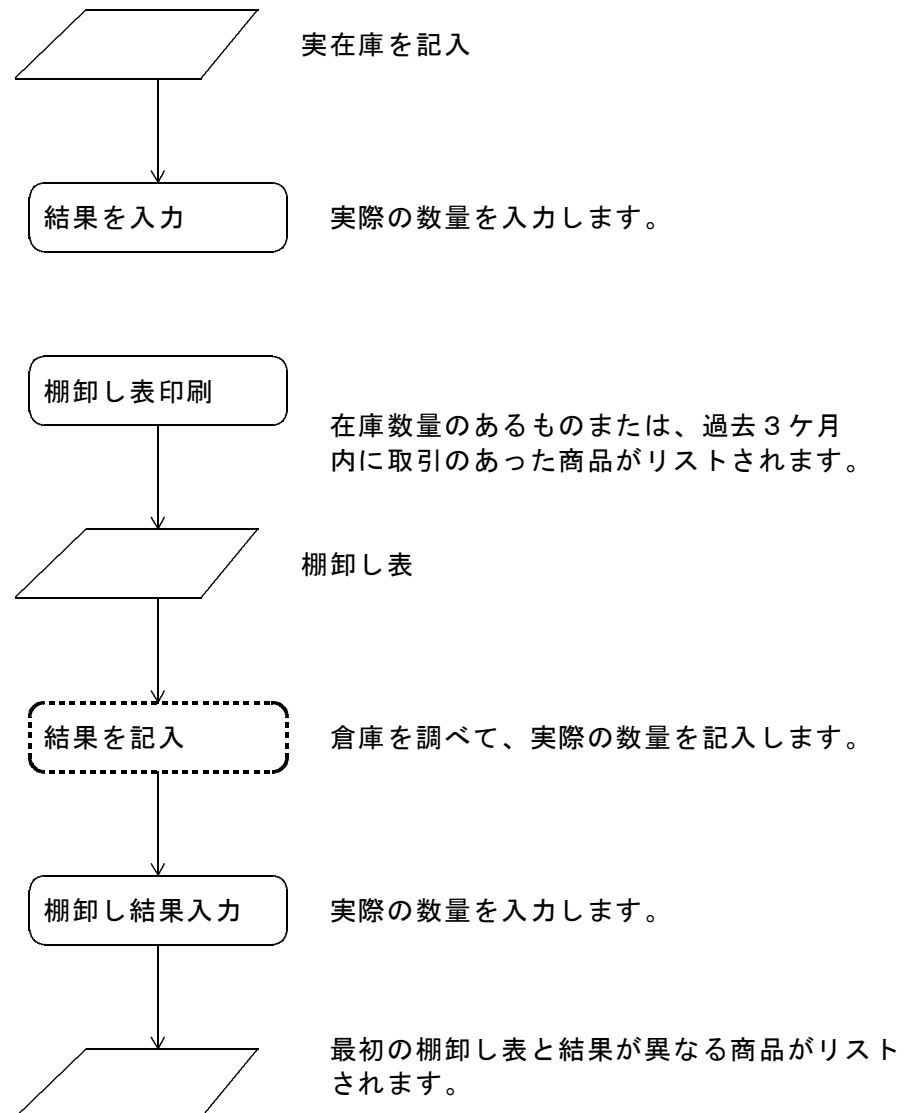 実在庫を記入
結果を入力
実際の数量を入力します。
棚卸し表印刷
在庫数量のあるものまたは、過去３ケ月
内に取引のあった商品がリストされます。
棚卸し表
結果を記入
倉庫を調べて、実際の数量を記入します。
棚卸し結果入力
実際の数量を入力します。
最初の棚卸し表と結果が異なる商品がリスト
されます。